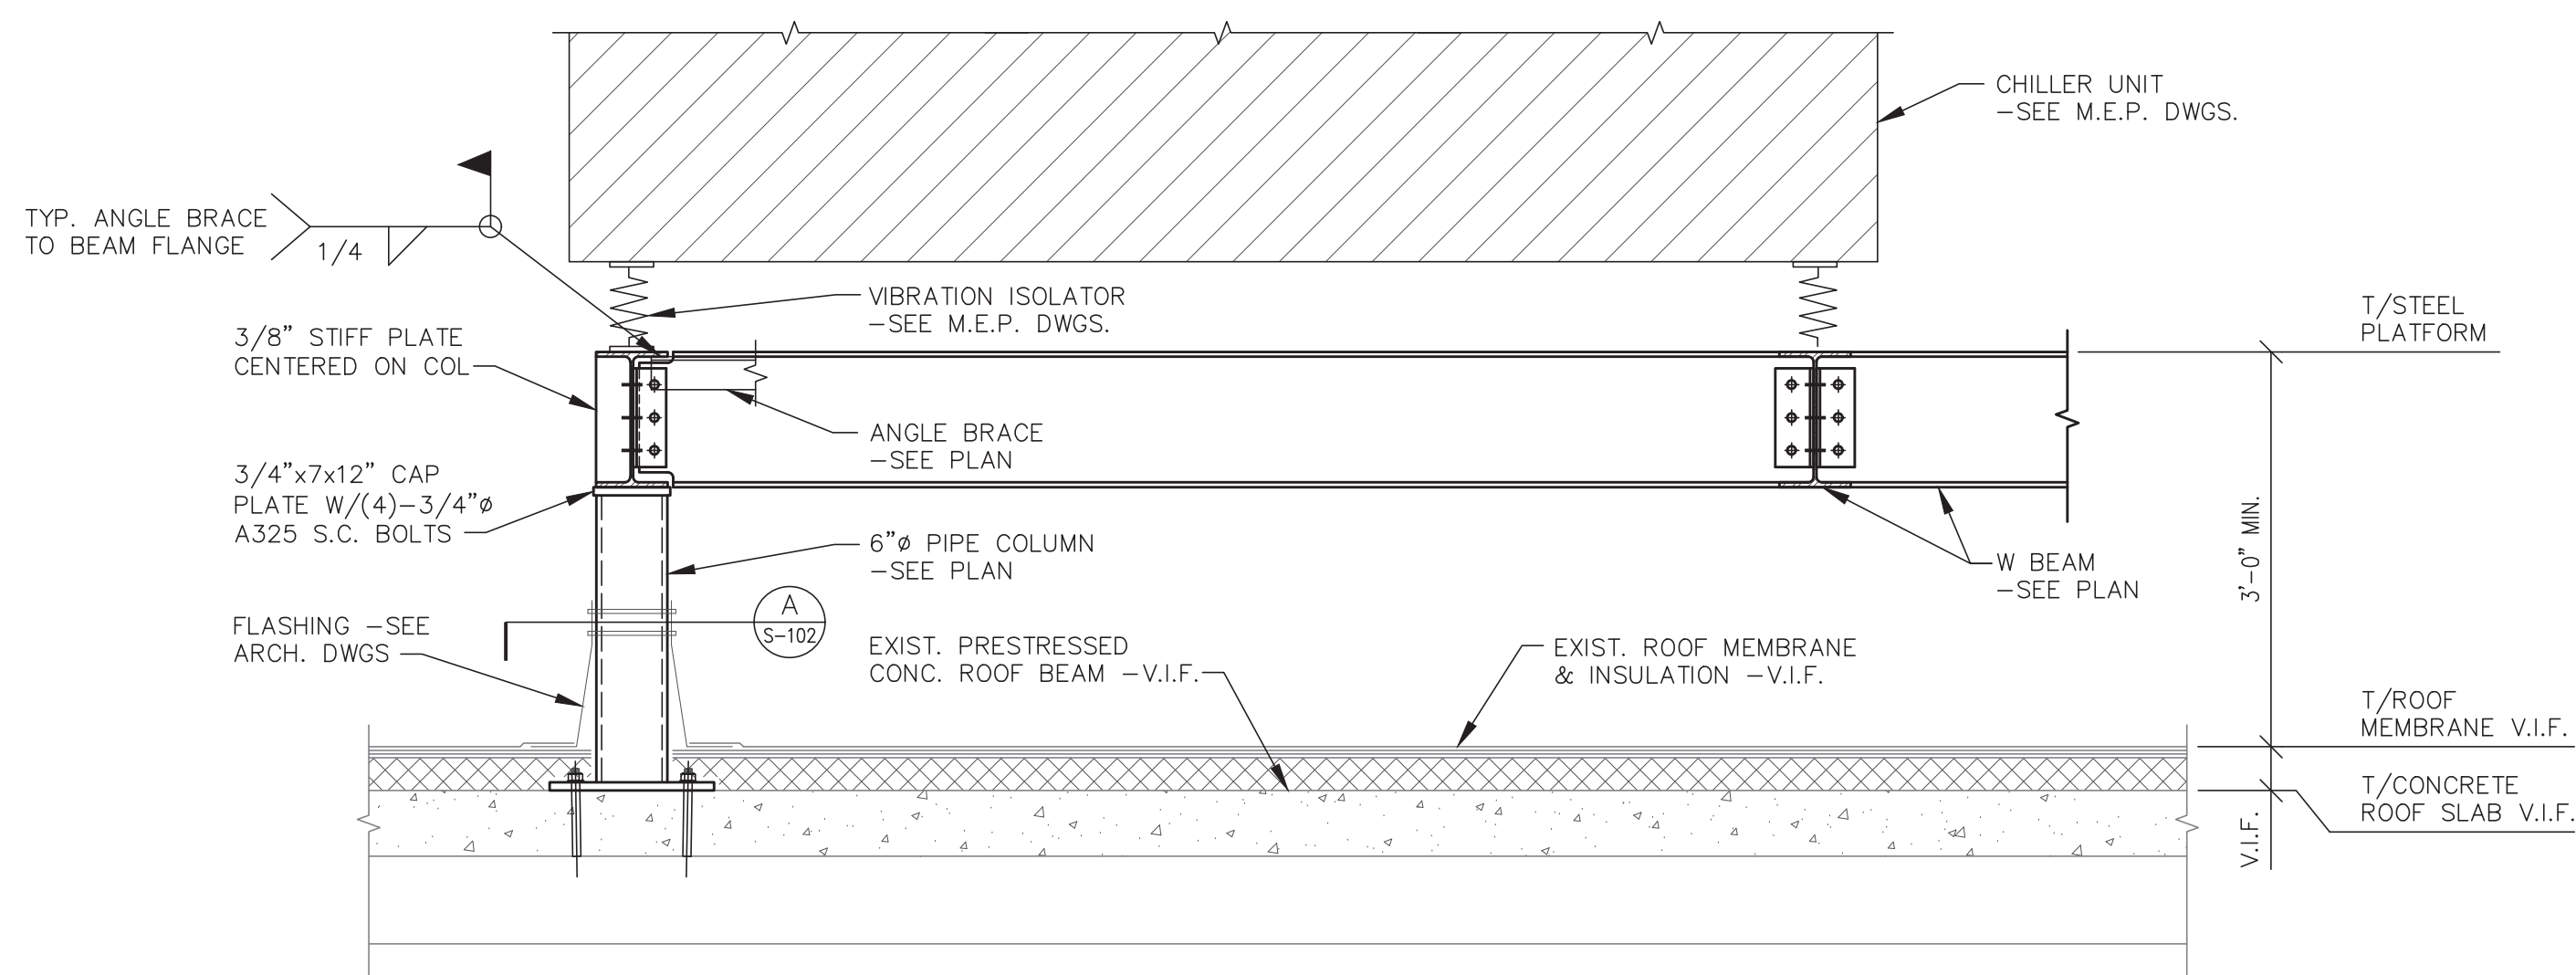 CHILLER UNIT
–SEE M.E.P. DWGS.
TYP. ANGLE BRACE
TO BEAM FLANGE
1/4
VIBRATION ISOLATOR
–SEE M.E.P. DWGS.
T/STEEL
PLATFORM
3/8" STIFF PLATE
CENTERED ON COL
ANGLE BRACE
–SEE PLAN
3/4"x7x12" CAP
PLATE W/(4)–3/4"ø
A325 S.C. BOLTS
6"ø PIPE COLUMN
–SEE PLAN
W BEAM
–SEE PLAN
3'–0" MIN.
A
S–102
FLASHING –SEE
ARCH. DWGS
EXIST. PRESTRESSED
CONC. ROOF BEAM –V.I.F.
EXIST. ROOF MEMBRANE
& INSULATION –V.I.F.
T/ROOF
MEMBRANE V.I.F.
T/CONCRETE
ROOF SLAB V.I.F.
V.I.F.